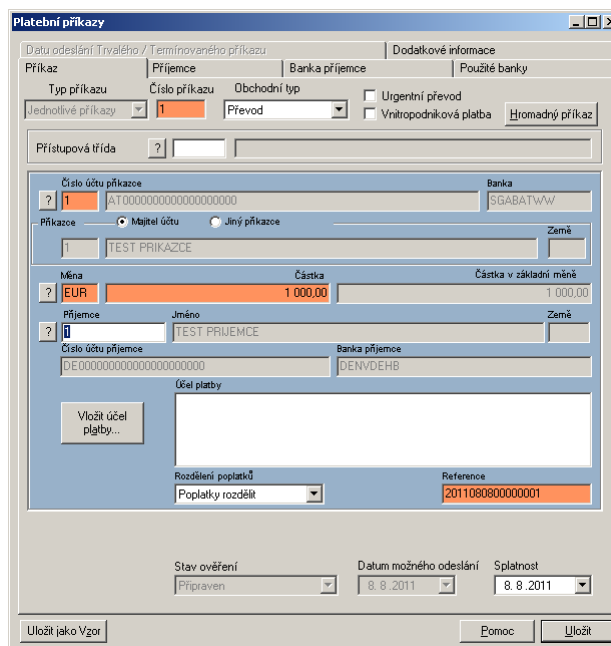 Platební příkazy
Datu odeslání Trvalého / Termínovaného příkazu Dodatkové informace
Příkaz Příjemce Banka příjemce Použité banky
Typ příkazu Číslo příkazu Obchodní typ
Urgentní převod
Jednotlivé příkazy 1 Převod
Vnitropodniková platba Hromadný příkaz
Přístupová třída ?
Číslo účtu příkazce Banka
? 1 AT000000000000000000 SGABATWW
Příkazce Majitel účtu Jiný příkazce Země
1 TEST PRIKAZCE
Měna Částka Částka v základní měně
? EUR 1 000,00 1 000,00
Příjemce Jméno Země
? 1 TEST PRIJEMCE
Číslo účtu příjemce Banka příjemce
DE00000000000000000000 DENVDEHB
Účel platby
Vložit účel
platby...
Rozdělení poplatků Reference
Poplatky rozdělit 2011080800000001
Stav ověření Datum možného odeslání Splatnost
Připraven 8. 8 .2011 8. 8 .2011
Uložit jako Vzor Pomoc Uložit